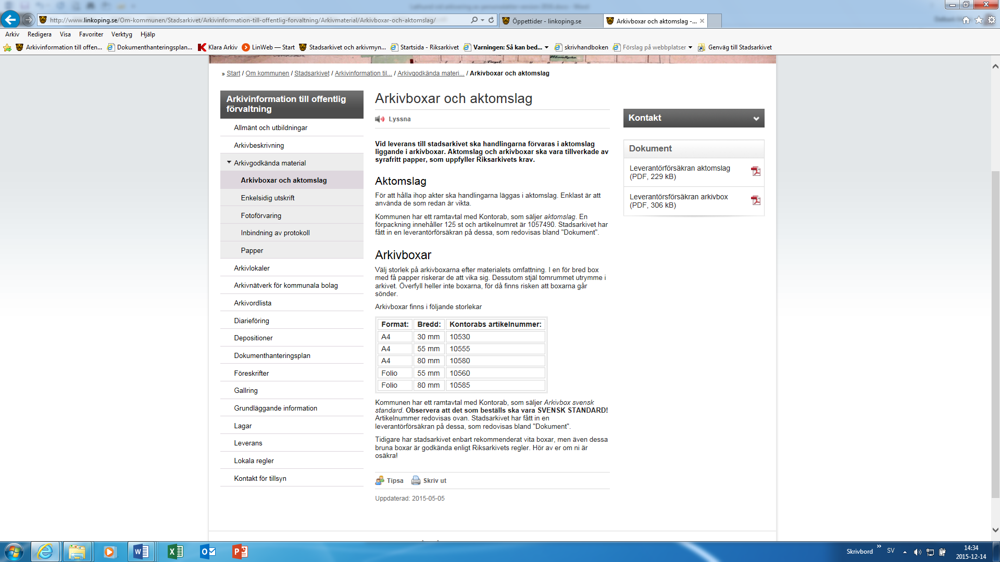 http://www.linkoping.se/Om-kommunen/Stadsarkivet/Arkivinformation-till-offentlig-forvaltning/Arkivmaterial/Arkivboxar-och-aktomslag/
Öppettider - linkoping.se
Arkivboxar och aktomslag -...
Arkiv Redigera Visa Favoriter Verktyg Hjälp
Arkivinformation till offen... Dokumenthanteringsplan... Klara Arkiv LinWeb — Start Stadsarkivet och arkivmyn... Startsida - Riksarkivet Varningen: Så kan bed... skrivhandboken Förslag på webbplatser Genväg till Stadsarkivet
» Start / Om kommunen / Stadsarkivet / Arkivinformation til... / Arkivgodkända materi... / Arkivboxar och aktomslag
Arkivinformation till offentlig
förvaltning
Allmänt och utbildningar
Arkivbeskrivning
Arkivgodkända material
Arkivboxar och aktomslag
Enkelsidig utskrift
Fotoförvaring
Inbindning av protokoll
Papper
Arkivlokaler
Arkivnätverk för kommunala bolag
Arkivordlista
Diarieföring
Depositioner
Dokumenthanteringsplan
Föreskrifter
Gallring
Grundläggande information
Lagar
Leverans
Lokala regler
Kontakt för tillsyn
Arkivboxar och aktomslag
Lyssna
Vid leverans till stadsarkivet ska handlingarna förvaras i aktomslag
liggande i arkivboxar. Aktomslag och arkivboxar ska vara tillverkade av
syrafritt papper, som uppfyller Riksarkivets krav.
Aktomslag
För att hålla ihop akter ska handlingarna läggas i aktomslag. Enklast är att
använda de som redan är vikta.
Kommunen har ett ramtavtal med Kontorab, som säljer aktomslag. En
förpackning innehåller 125 st och artikelnumret är 1057490. Stadsarkivet har
fått in en leverantörförsäkran på dessa, som redovisas bland "Dokument".
Arkivboxar
Välj storlek på arkivboxarna efter materialets omfattning. I en för bred box
med få papper riskerar de att vika sig. Dessutom stjäl tomrummet utrymme i
arkivet. Överfyll heller inte boxarna, för då finns risken att boxarna går
sönder.
Arkivboxar finns i följande storlekar
Format: Bredd: Kontorabs artikelnummer:
A4 30 mm 10530
A4 55 mm 10555
A4 80 mm 10580
Folio 55 mm 10560
Folio 80 mm 10585
Kommunen har ett ramtavtal med Kontorab, som säljer Arkivbox svensk
standard. Observera att det som beställs ska vara SVENSK STANDARD!
Artikelnummer redovisas ovan. Stadsarkivet har fått in en
leverantörförsäkran på dessa, som redovisas bland "Dokument".
Tidigare har stadsarkivet enbart rekommenderat vita boxar, men även dessa
bruna boxar är godkända enligt Riksarkivets regler. Hör av er om ni är
osäkra!
Tipsa Skriv ut
Uppdaterad: 2015-05-05
Kontakt
Dokument
Leverantörförsäkran aktomslag
(PDF, 229 kB)
Leverantörsförsäkran arkivbox
(PDF, 306 kB)
Skrivbord » SV 14:34
2015-12-14